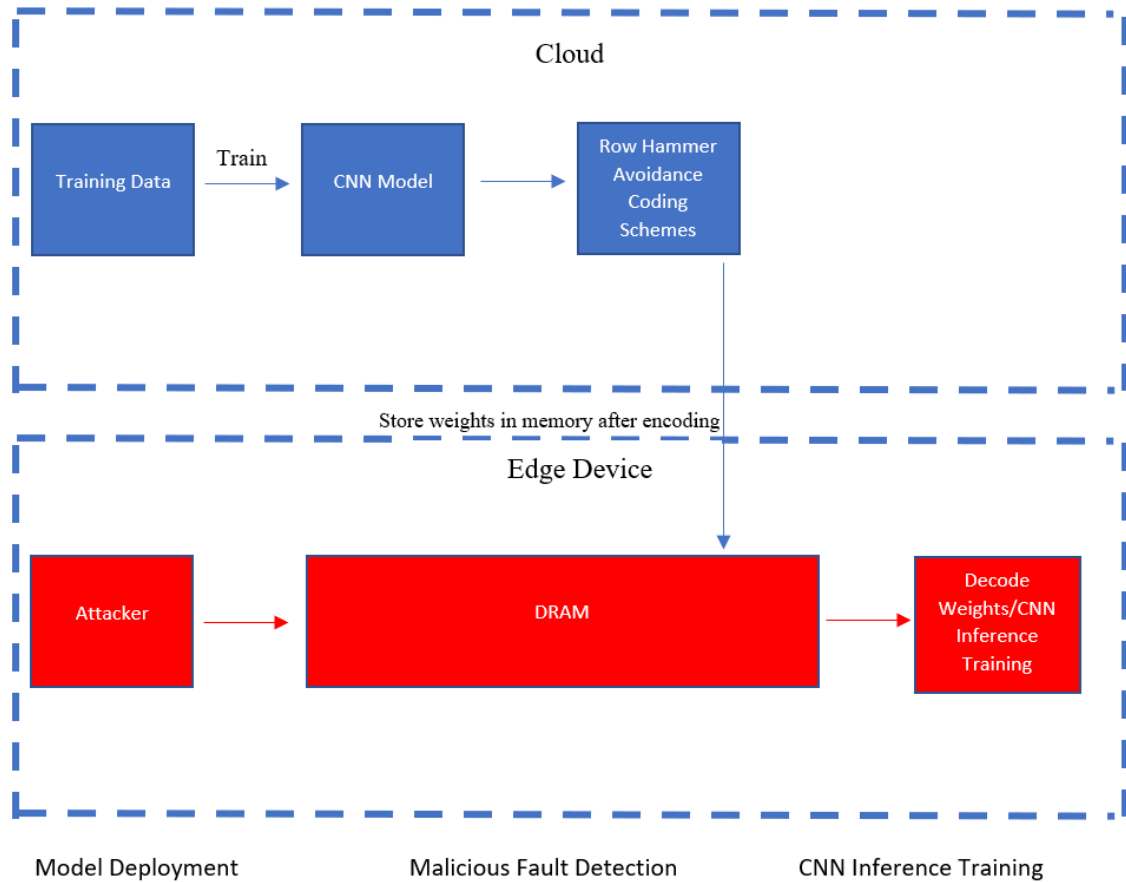 Cloud
Training Data
Train
CNN Model
Row Hammer
Avoidance
Coding
Schemes
Store weights in memory after encoding
Edge Device
Attacker
DRAM
Decode
Weights/CNN
Inference
Training
Model Deployment
Malicious Fault Detection
CNN Inference Training